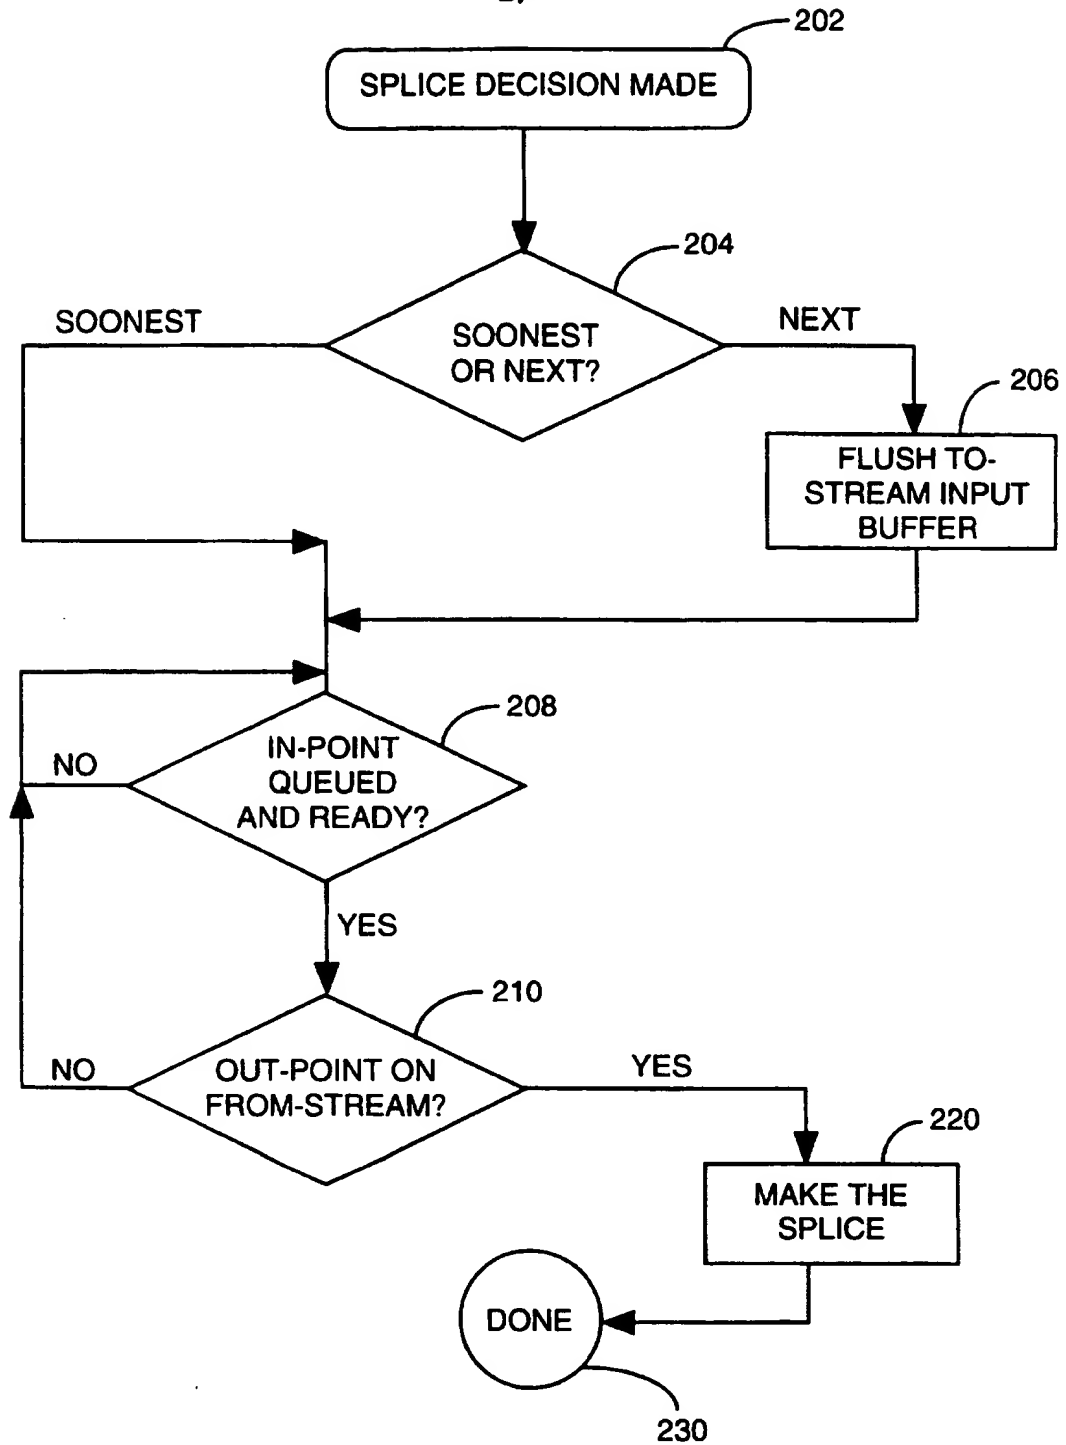 202
SPLICE DECISION MADE
204
SOONEST
NEXT
SOONEST
OR NEXT?
206
FLUSH TO-
STREAM INPUT
BUFFER
208
IN-POINT
QUEUED
AND READY?
NO
YES
210
NO
OUT-POINT ON
FROM-STREAM?
YES
220
MAKE THE
SPLICE
DONE
230